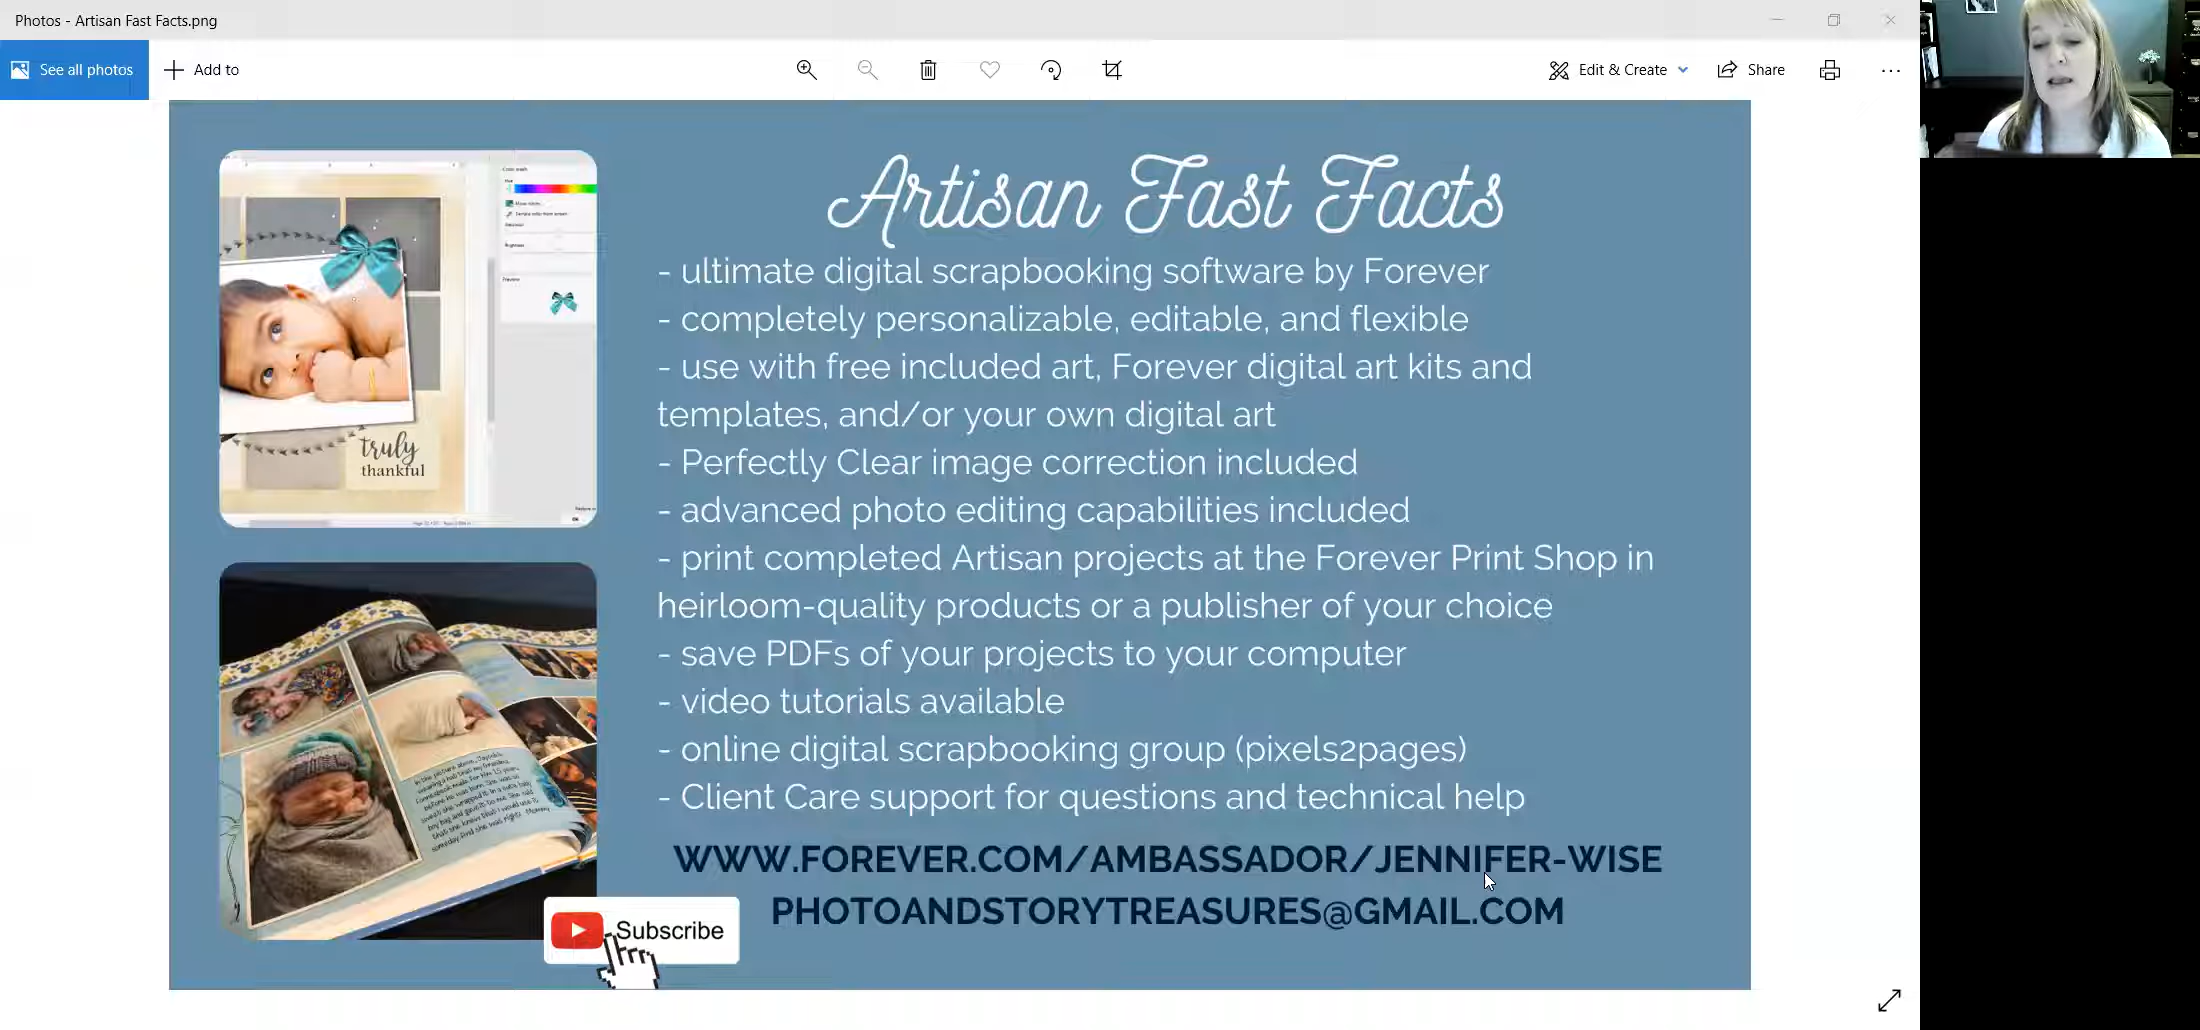 Photos - Artisan Fast Facts.png
See all photos
Add to
Edit & Create
Share
Artisan Fast Facts
- ultimate digital scrapbooking software by Forever
- completely personalizable, editable, and flexible
- use with free included art, Forever digital art kits and
templates, and/or your own digital art
- Perfectly Clear image correction included
- advanced photo editing capabilities included
- print completed Artisan projects at the Forever Print Shop in
heirloom-quality products or a publisher of your choice
- save PDFs of your projects to your computer
- video tutorials available
- online digital scrapbooking group (pixels2pages)
- Client Care support for questions and technical help
WWW.FOREVER.COM/AMBASSADOR/JENNIFER-WISE
PHOTOANDSTORYTREASURES@GMAIL.COM
Subscribe
truly
thankful
Brightness
Preview